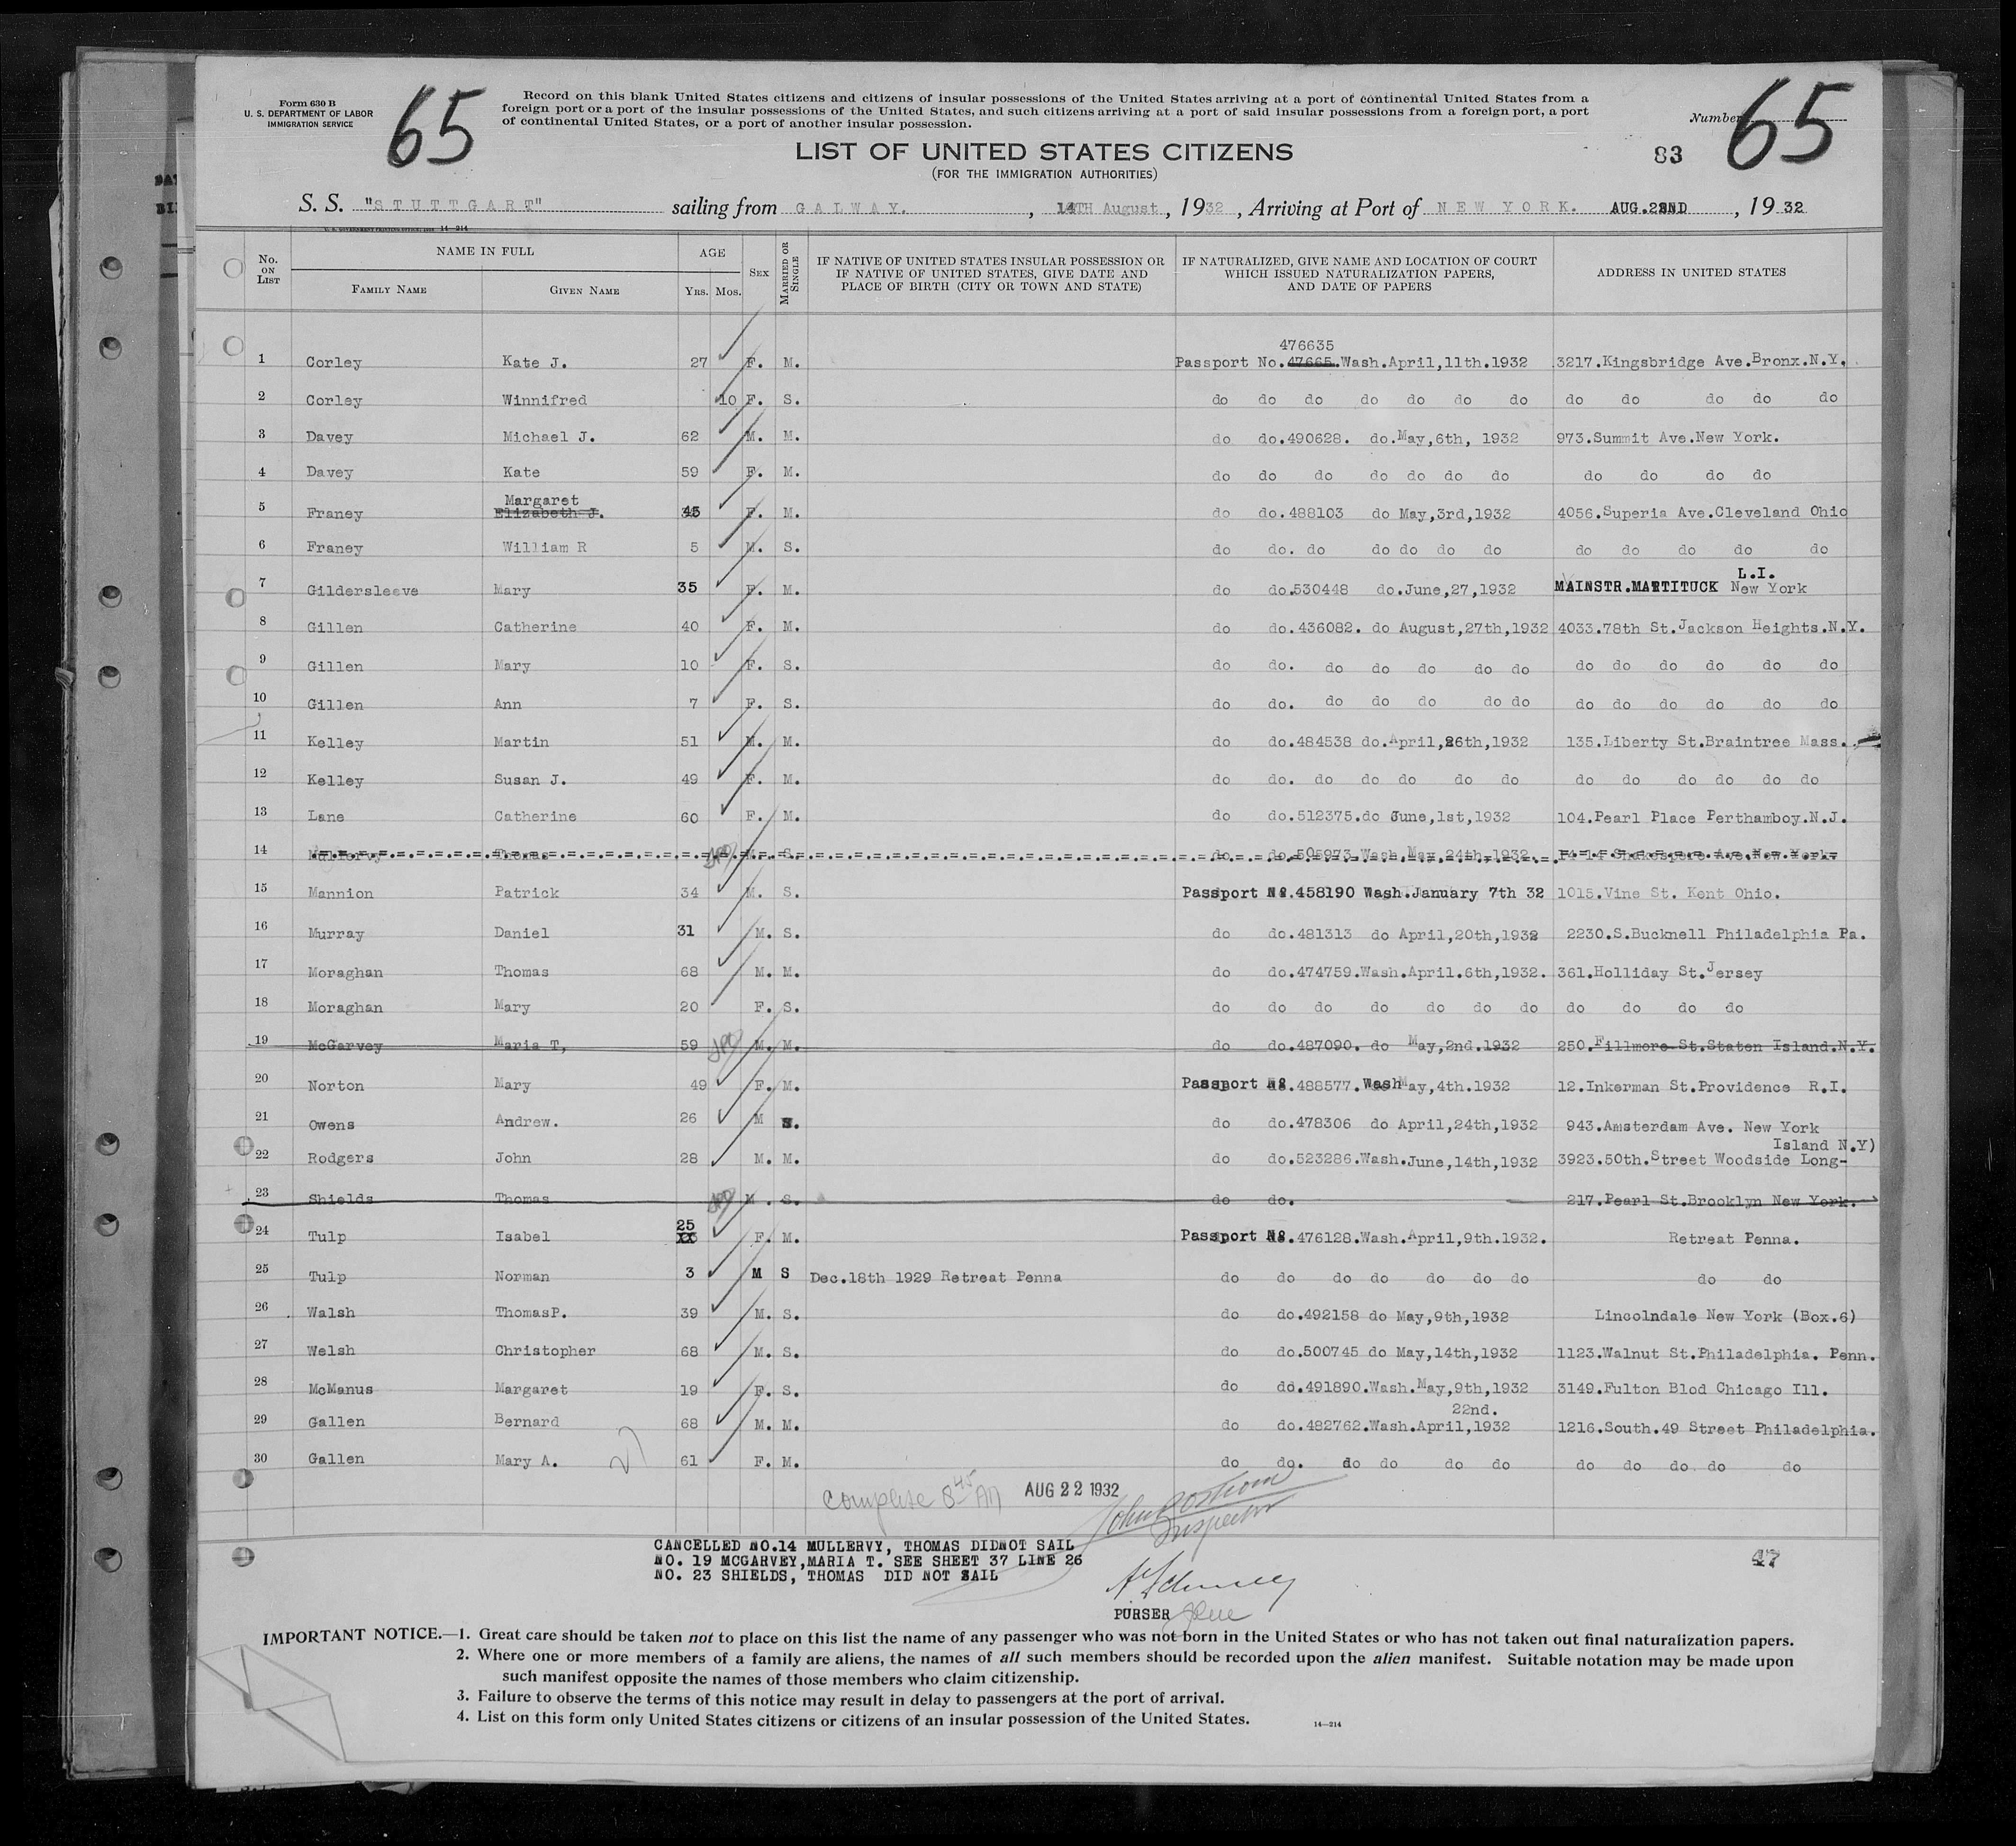 Form 630 B
U. S. DEPARTMENT OF LABOR
IMMIGRATION SERVICE
65
Record on this blank United States citizens and citizens of insular possessions of the United States arriving at a port of continental United States from a
foreign port or a port of the insular possessions of the United States, and such citizens arriving at a port of said insular possessions from a foreign port, a port
of continental United States, or a port of another insular possession.
Number
65
LIST OF UNITED STATES CITIZENS
83
(FOR THE IMMIGRATION AUTHORITIES)
S. S. "STUTTGART" sailing from GALWAY. , 14TH August , 1932 , Arriving at Port of NEW YORK. AUG.22ND , 1932
14-214
No. ON LIST NAME IN FULL AGE SEX MARRIED OR SINGLE IF NATIVE OF UNITED STATES INSULAR POSSESSION OR IF NATIVE OF UNITED STATES, GIVE DATE AND PLACE OF BIRTH (CITY OR TOWN AND STATE) IF NATURALIZED, GIVE NAME AND LOCATION OF COURT WHICH ISSUED NATURALIZATION PAPERS, AND DATE OF PAPERS ADDRESS IN UNITED STATES
FAMILY NAME GIVEN NAME YRS. MOS.
476635
1 Corley Kate J. 27 F. M. Passport No.47665.Wash.April,11th.1932 3217.Kingsbridge Ave.Bronx.N.Y.
2 Corley Winnifred 10 F. S. do do do do do do do do do do do do
3 Davey Michael J. 62 M. M. do do.490628. do.May,6th, 1932 973.Summit Ave.New York.
4 Davey Kate 59 F. M. do do do do do do do do do do do
Margaret
5 Franey Elizabeth J. 45 F. M. do do.488103 do May,3rd,1932 4056.Superia Ave.Cleveland Ohio
6 Franey William R 5 M. S. do do. do do do do do do do do do do
L.I.
7 Gildersleeve Mary 35 F. M. do do.530448 do.June,27,1932 MAINSTR.MATTITUCK New York
8 Gillen Catherine 40 F. M. do do.436082. do August,27th,1932 4033.78th St.Jackson Heights.N.Y.
9 Gillen Mary 10 F. S. do do. do do do do do do do do do do do
10 Gillen Ann 7 F. S. do do. do do do do do do do do do do do
11 Kelley Martin 51 M. M. do do.484538 do.April,26th,1932 135.Liberty St.Braintree Mass.
12 Kelley Susan J. 49 F. M. do do. do do do do do do do do do do do
13 Lane Catherine 60 F. M. do do.512375.do June,1st,1932 104.Pearl Place Perthamboy.N.J.
14 Mullervy Thomas M. S. do do.505973.Wash.May,24th,1932. Ave.New York.
15 Mannion Patrick 34 M. S. Passport No.458190 Wash.January 7th 32 1015.Vine St. Kent Ohio.
16 Murray Daniel 31 M. S. do do.481313 do April,20th,1932 2230.S.Bucknell Philadelphia Pa.
17 Moraghan Thomas 68 M. M. do do.474759.Wash.April.6th,1932. 361.Holliday St.Jersey
18 Moraghan Mary 20 F. S. do do do do do do do do do do do
19 McGarvey Maria T, 59 M. M. do do.487090. do May,2nd.1932 250.Fillmore St.Staten Island.N.Y.
20 Norton Mary 49 F. M. Passport No.488577.Wash May,4th.1932 12.Inkerman St.Providence R.I.
21 Owens Andrew. 26 M S. do do.478306 do April,24th,1932 943.Amsterdam Ave. New York
Island N.Y)
22 Rodgers John 28 M. M. do do.523286.Wash.June,14th,1932 3923.50th.Street Woodside Long-
23 Shields Thomas M. S. do do. 217.Pearl St.Brooklyn New York.
25
24 Tulp Isabel XX F. M. Passport No.476128.Wash.April,9th.1932. Retreat Penna.
25 Tulp Norman 3 M S Dec.18th 1929 Retreat Penna do do do do do do do do do
26 Walsh ThomasP. 39 M. S. do do.492158 do May,9th,1932 Lincolndale New York (Box.6)
27 Welsh Christopher 68 M. S. do do.500745 do May,14th,1932 1123.Walnut St.Philadelphia. Penn.
28 McManus Margaret 19 F. S. do do.491890.Wash.May,9th,1932 3149.Fulton Blod Chicago Ill.
22nd.
29 Gallen Bernard 68 M. M. do do.482762.Wash.April,1932 1216.South.49 Street Philadelphia.
30 Gallen Mary A. 61 F. M. do do. do do do do do do do do do
Complete 8 45 AM AUG 22 1932
Inspector
CANCELLED NO.14 MULLERVY, THOMAS DIDNOT SAIL
NO. 19 MCGARVEY,MARIA T. SEE SHEET 37 LINE 26
NO. 23 SHIELDS, THOMAS DID NOT SAIL
47
PURSER
IMPORTANT NOTICE.—1. Great care should be taken not to place on this list the name of any passenger who was not born in the United States or who has not taken out final naturalization papers.
2. Where one or more members of a family are aliens, the names of all such members should be recorded upon the alien manifest. Suitable notation may be made upon
such manifest opposite the names of those members who claim citizenship.
3. Failure to observe the terms of this notice may result in delay to passengers at the port of arrival.
4. List on this form only United States citizens or citizens of an insular possession of the United States.
14—214